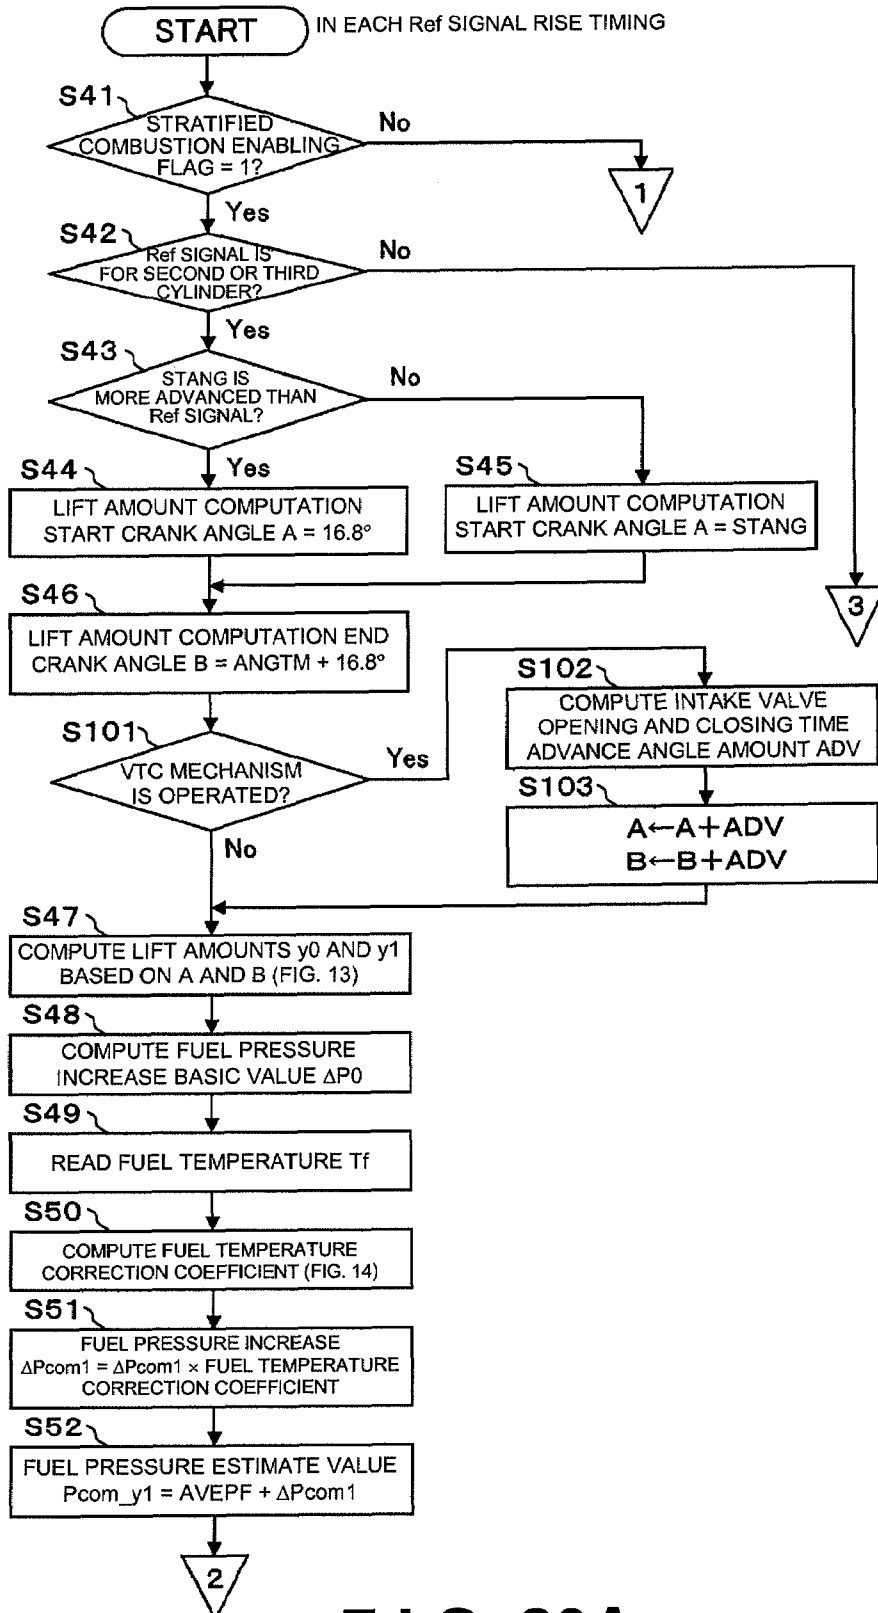 START
IN EACH Ref SIGNAL RISE TIMING
S41
STRATIFIED
COMBUSTION ENABLING
FLAG = 1?
No
1
Yes
S42
Ref SIGNAL IS
FOR SECOND OR THIRD
CYLINDER?
No
Yes
S43
STANG IS
MORE ADVANCED THAN
Ref SIGNAL?
No
Yes
S44
LIFT AMOUNT COMPUTATION
START CRANK ANGLE A = 16.8°
S45
LIFT AMOUNT COMPUTATION
START CRANK ANGLE A = STANG
3
S46
LIFT AMOUNT COMPUTATION END
CRANK ANGLE B = ANGTM + 16.8°
S101
VTC MECHANISM
IS OPERATED?
Yes
No
S102
COMPUTE INTAKE VALVE
OPENING AND CLOSING TIME
ADVANCE ANGLE AMOUNT ADV
S103
A←A+ADV
B←B+ADV
S47
COMPUTE LIFT AMOUNTS y0 AND y1
BASED ON A AND B (FIG. 13)
S48
COMPUTE FUEL PRESSURE
INCREASE BASIC VALUE ΔP0
S49
READ FUEL TEMPERATURE Tf
S50
COMPUTE FUEL TEMPERATURE
CORRECTION COEFFICIENT (FIG. 14)
S51
FUEL PRESSURE INCREASE
ΔPcom1 = ΔPcom1 × FUEL TEMPERATURE
CORRECTION COEFFICIENT
S52
FUEL PRESSURE ESTIMATE VALUE
Pcom_y1 = AVEPF + ΔPcom1
2